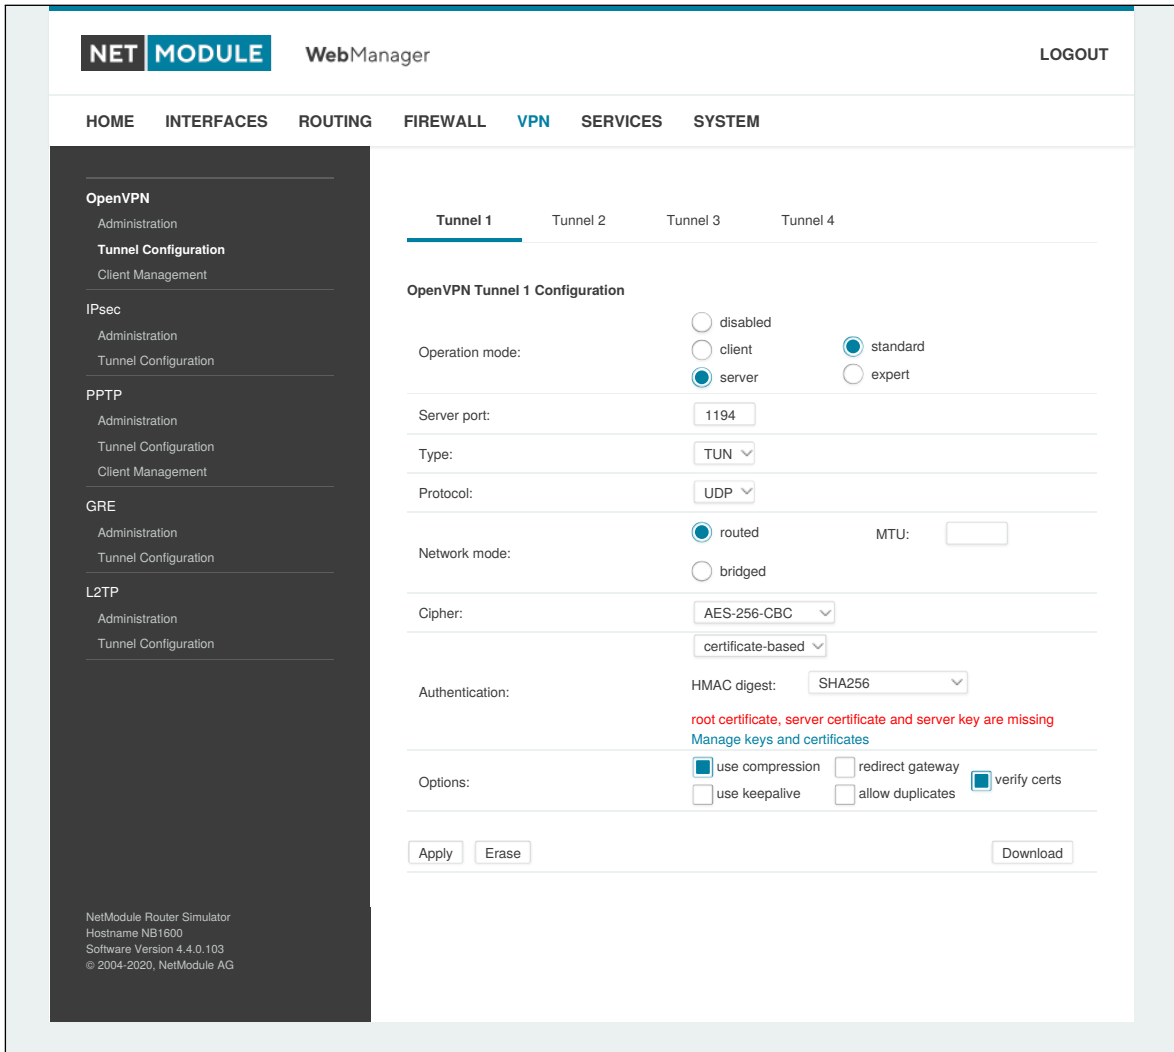 NET MODULE WebManager LOGOUT
HOME INTERFACES ROUTING FIREWALL VPN SERVICES SYSTEM
OpenVPN
Administration
Tunnel Configuration
Client Management
IPsec
Administration
Tunnel Configuration
PPTP
Administration
Tunnel Configuration
Client Management
GRE
Administration
Tunnel Configuration
L2TP
Administration
Tunnel Configuration
NetModule Router Simulator
Hostname NB1600
Software Version 4.4.0.103
© 2004-2020, NetModule AG
Tunnel 1 Tunnel 2 Tunnel 3 Tunnel 4
OpenVPN Tunnel 1 Configuration
Operation mode:
disabled
client
server
standard
expert
Server port: 1194
Type: TUN
Protocol: UDP
Network mode:
routed
bridged
MTU:
Cipher: AES-256-CBC
Authentication:
certificate-based
HMAC digest: SHA256
root certificate, server certificate and server key are missing
Manage keys and certificates
Options:
use compression redirect gateway verify certs
use keepalive allow duplicates
Apply Erase Download